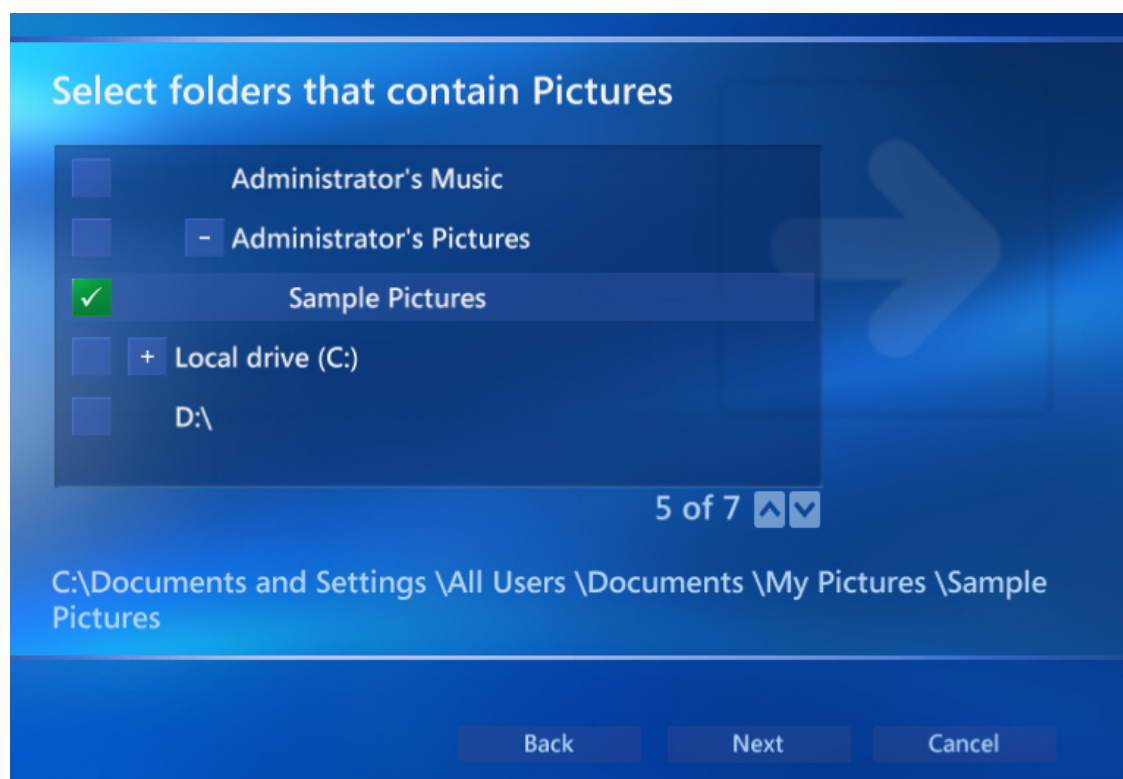 Select folders that contain Pictures
Administrator's Music
- Administrator's Pictures
Sample Pictures
+ Local drive (C:)
D:\
5 of 7
C:\Documents and Settings \All Users \Documents \My Pictures \Sample
Pictures
Back Next Cancel